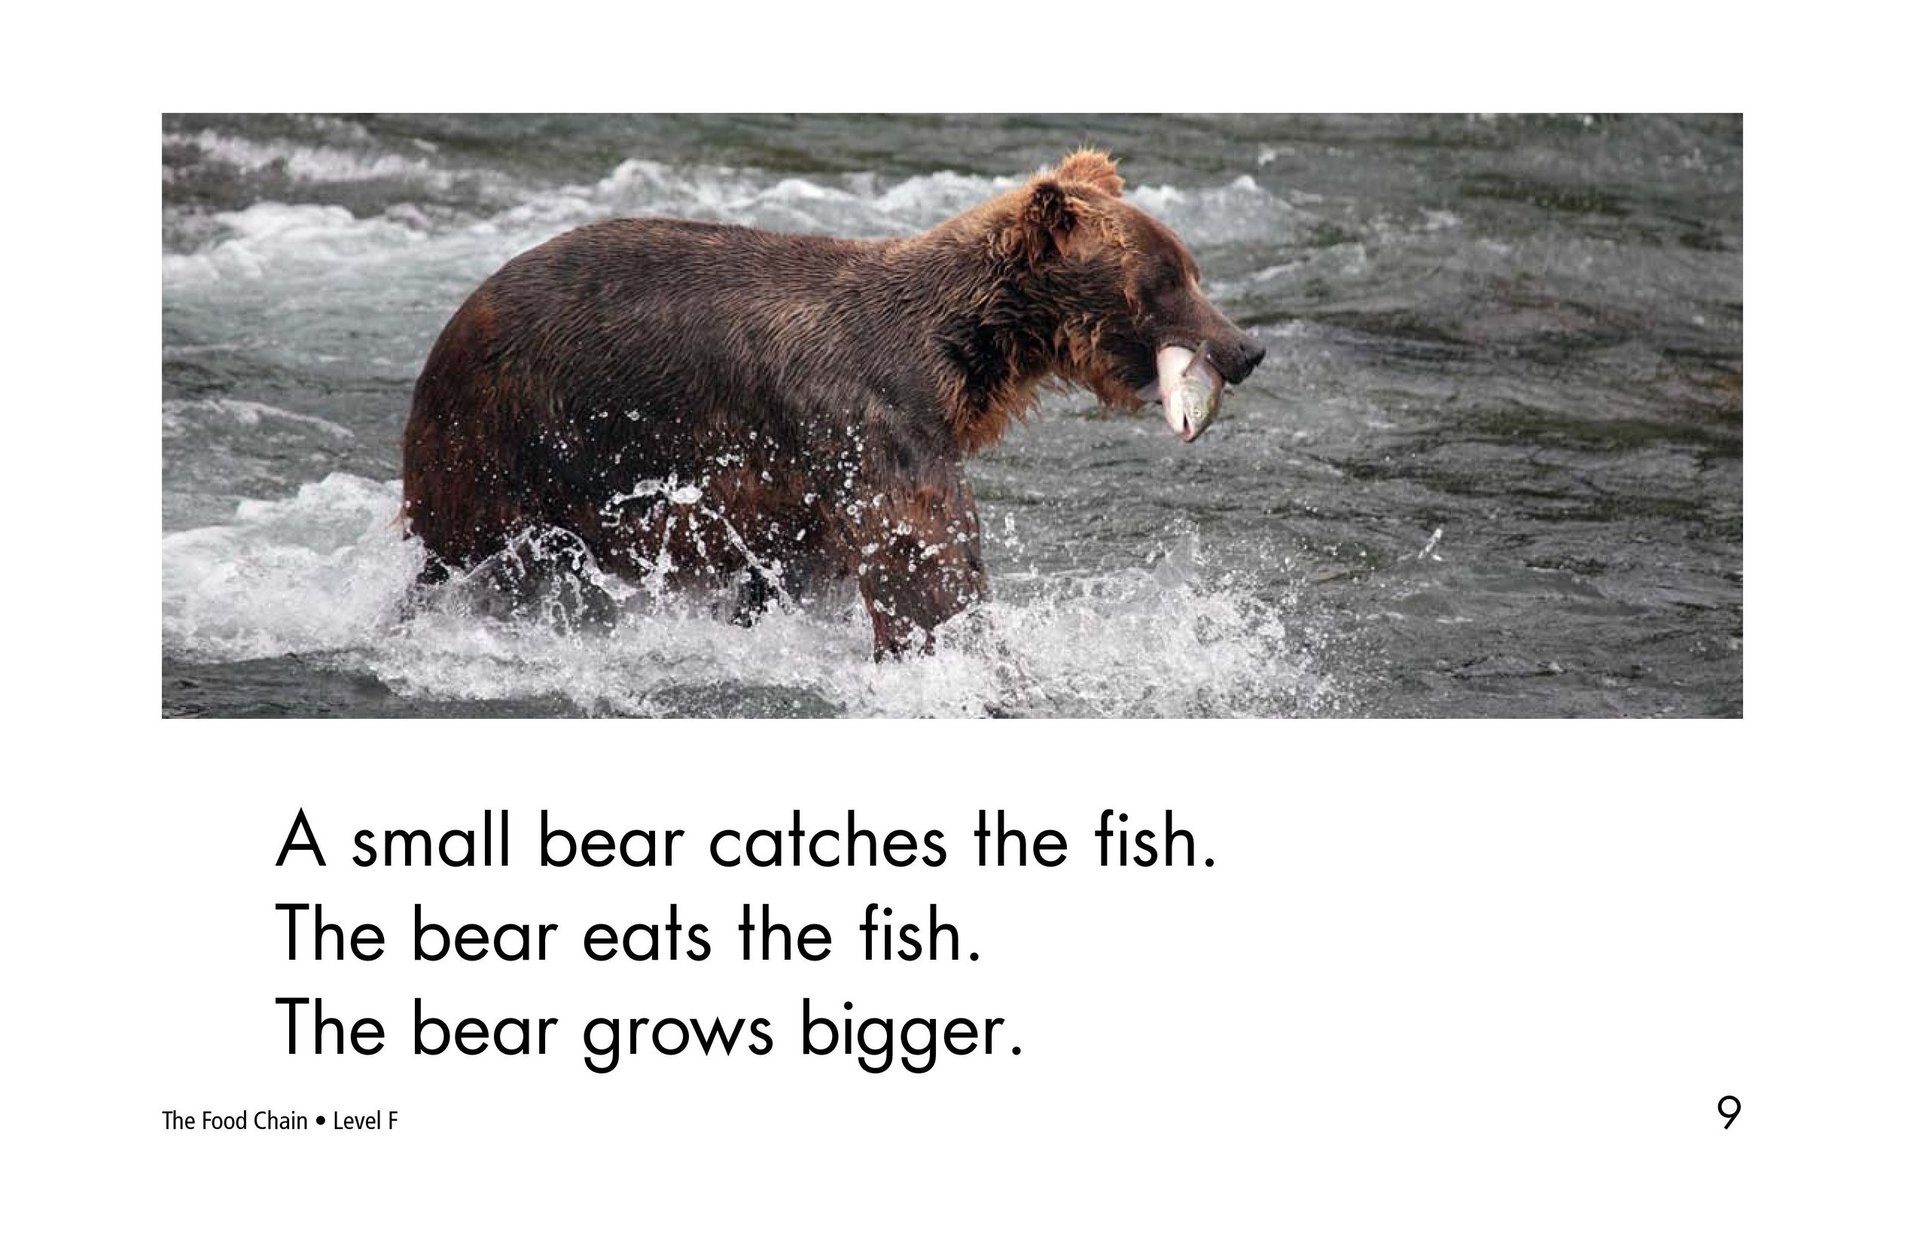 A small bear catches the fish.
The bear eats the fish.
The bear grows bigger.
The Food Chain • Level F
9